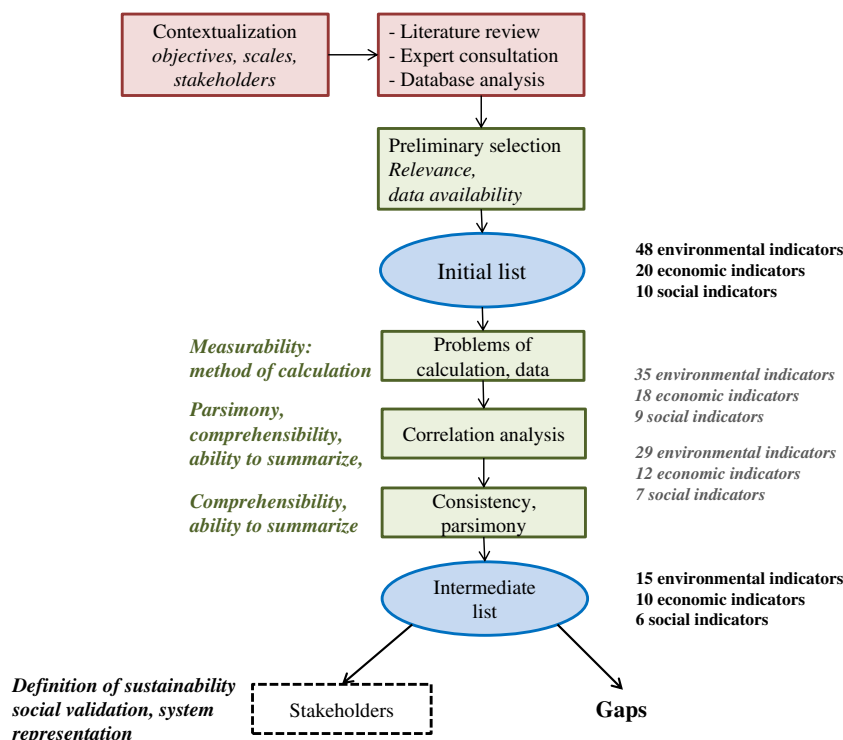 Contextualization
objectives, scales,
stakeholders
- Literature review
- Expert consultation
- Database analysis
Preliminary selection
Relevance,
data availability
Initial list
48 environmental indicators
20 economic indicators
10 social indicators
Measurability:
method of calculation
Problems of
calculation, data
35 environmental indicators
18 economic indicators
9 social indicators
Parsimony,
comprehensibility,
ability to summarize,
Correlation analysis
29 environmental indicators
12 economic indicators
7 social indicators
Comprehensibility,
ability to summarize
Consistency,
parsimony
Intermediate
list
15 environmental indicators
10 economic indicators
6 social indicators
Definition of sustainability
social validation, system
representation
Stakeholders
Gaps